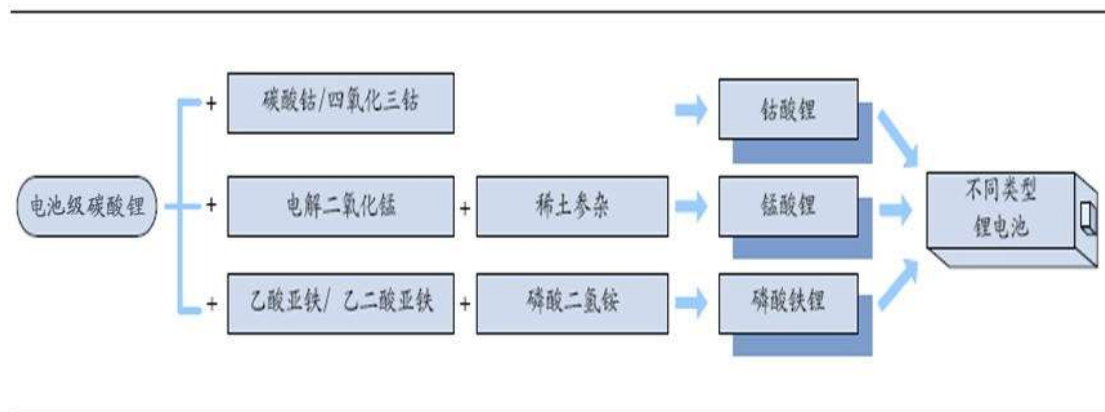 + 碳酸钴/四氧化三钴 钴酸锂
电池级碳酸锂 + 电解二氧化锰 + 稀土参杂 锰酸锂 不同类型
锂电池
+ 乙酸亚铁/ 乙二酸亚铁 + 磷酸二氢铵 磷酸铁锂